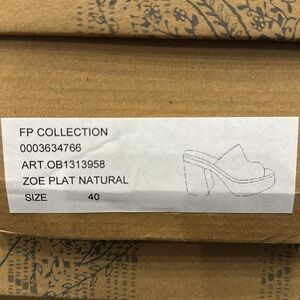 FP COLLECTION
0003634766
ART.OB1313958
ZOE PLAT NATURAL
SIZE 40